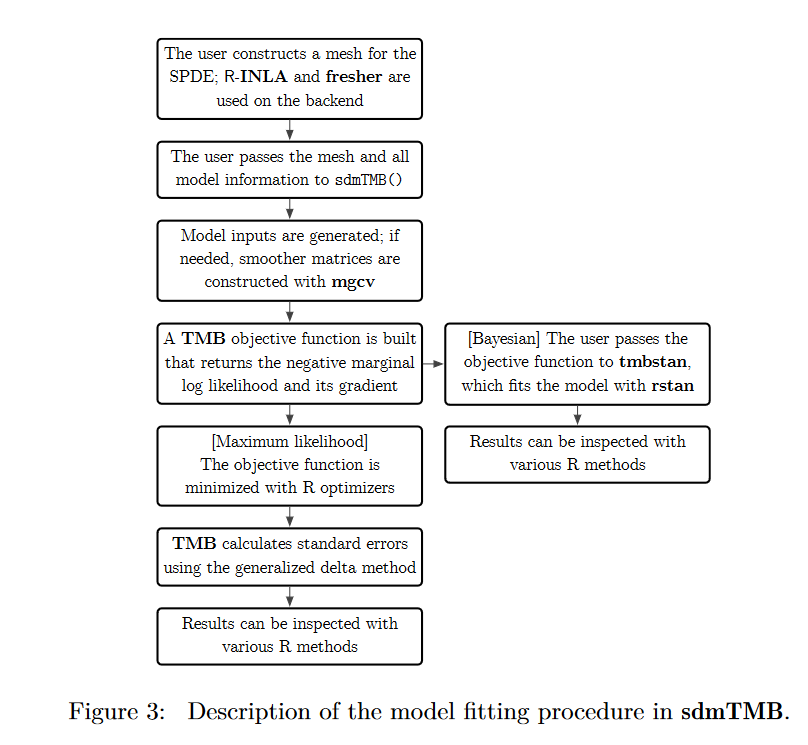 The user constructs a mesh for the
SPDE; R-INLA and fresher are
used on the backend
The user passes the mesh and all
model information to sdmTMB()
Model inputs are generated; if
needed, smoother matrices are
constructed with mgcv
A TMB objective function is built
that returns the negative marginal
log likelihood and its gradient
[Bayesian] The user passes the
objective function to tmbstan,
which fits the model with rstan
[Maximum likelihood]
The objective function is
minimized with R optimizers
Results can be inspected with
various R methods
TMB calculates standard errors
using the generalized delta method
Results can be inspected with
various R methods
Figure 3: Description of the model fitting procedure in sdmTMB.